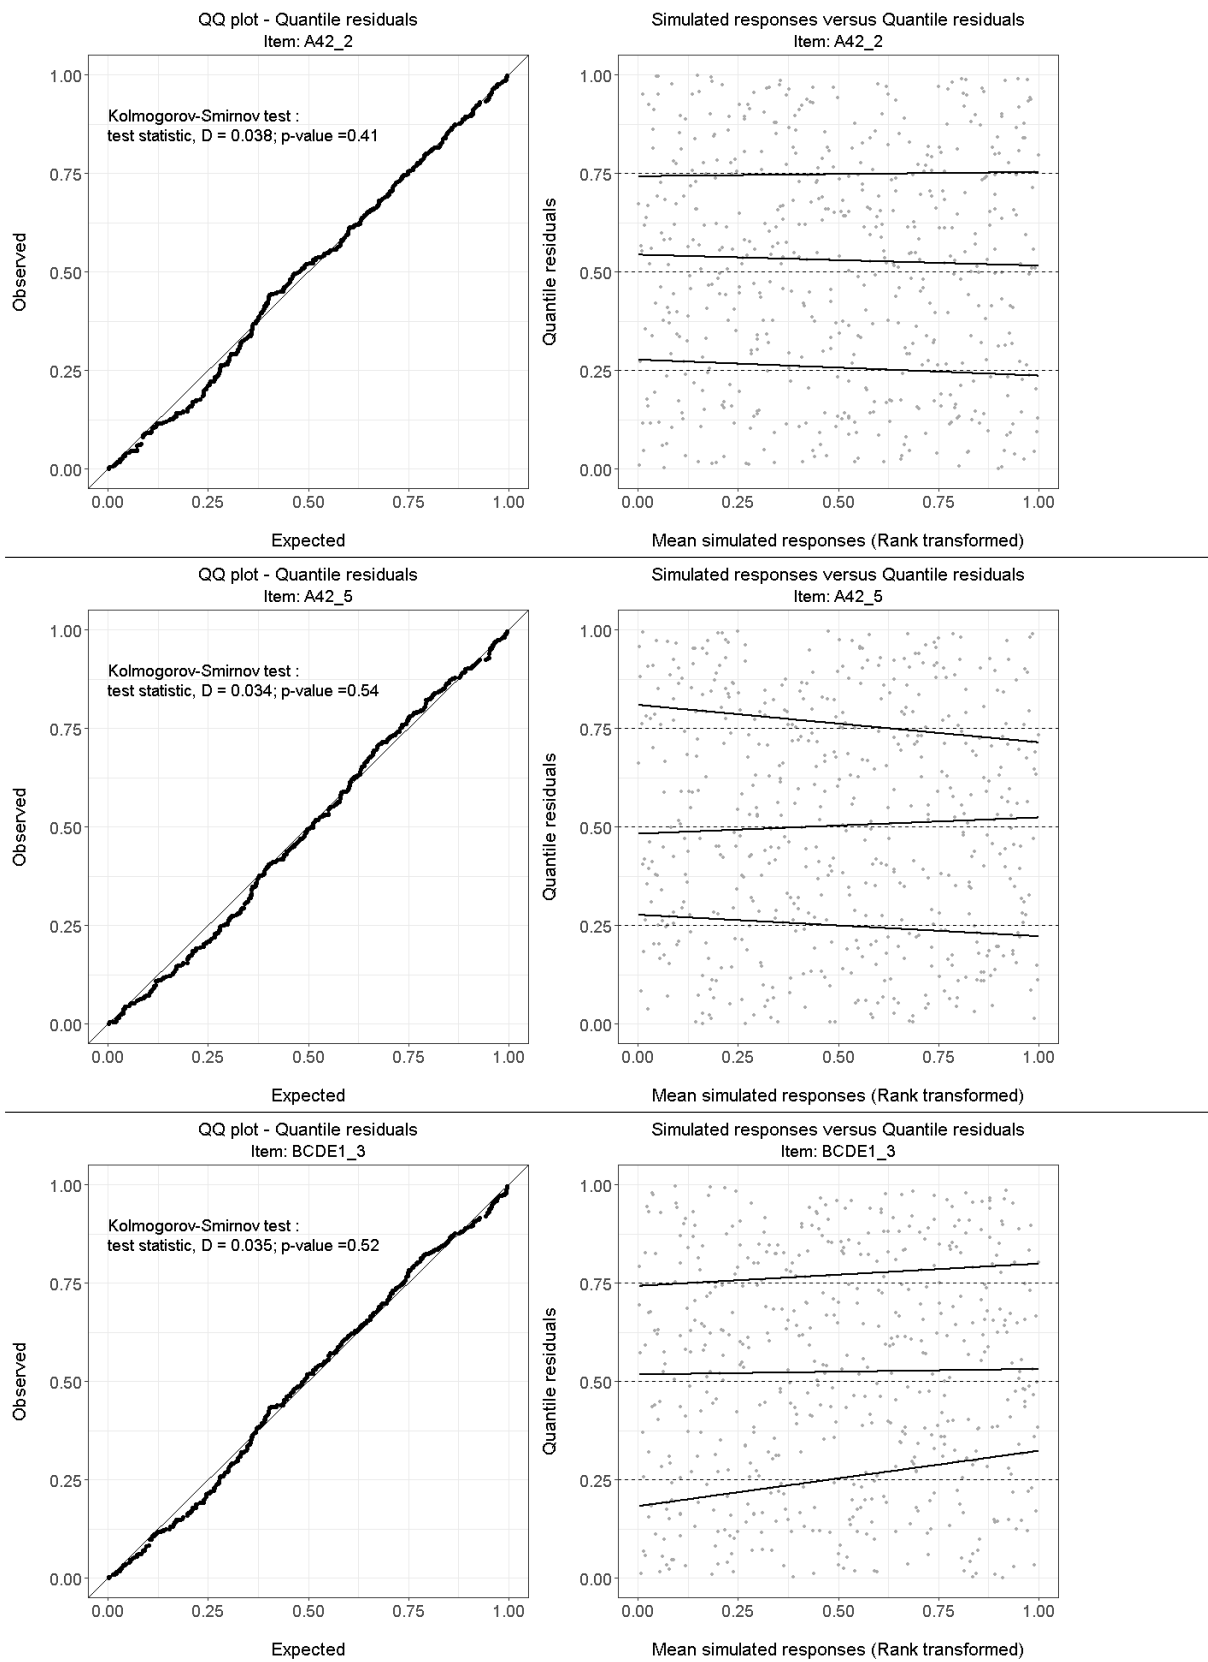 QQ plot - Quantile residuals
Item: A42_2
Kolmogorov-Smirnov test :
test statistic, D = 0.038; p-value =0.41
1.00
0.75
0.50
0.25
0.00
Observed
0.00 0.25 0.50 0.75 1.00
Expected
Simulated responses versus Quantile residuals
Item: A42_2
1.00
0.75
0.50
0.25
0.00
Quantile residuals
0.00 0.25 0.50 0.75 1.00
Mean simulated responses (Rank transformed)
QQ plot - Quantile residuals
Item: A42_5
Kolmogorov-Smirnov test :
test statistic, D = 0.034; p-value =0.54
1.00
0.75
0.50
0.25
0.00
Observed
0.00 0.25 0.50 0.75 1.00
Expected
Simulated responses versus Quantile residuals
Item: A42_5
1.00
0.75
0.50
0.25
0.00
Quantile residuals
0.00 0.25 0.50 0.75 1.00
Mean simulated responses (Rank transformed)
QQ plot - Quantile residuals
Item: BCDE1_3
Kolmogorov-Smirnov test :
test statistic, D = 0.035; p-value =0.52
1.00
0.75
0.50
0.25
0.00
Observed
0.00 0.25 0.50 0.75 1.00
Expected
Simulated responses versus Quantile residuals
Item: BCDE1_3
1.00
0.75
0.50
0.25
0.00
Quantile residuals
0.00 0.25 0.50 0.75 1.00
Mean simulated responses (Rank transformed)